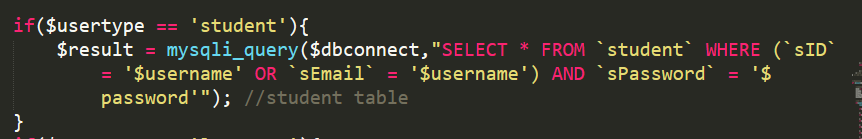 if($usertype == 'student'){
$result = mysqli_query($dbconnect,"SELECT * FROM `student` WHERE (`sID`
= '$username' OR `sEmail` = '$username') AND `sPassword` = '$
password'"); //student table
}